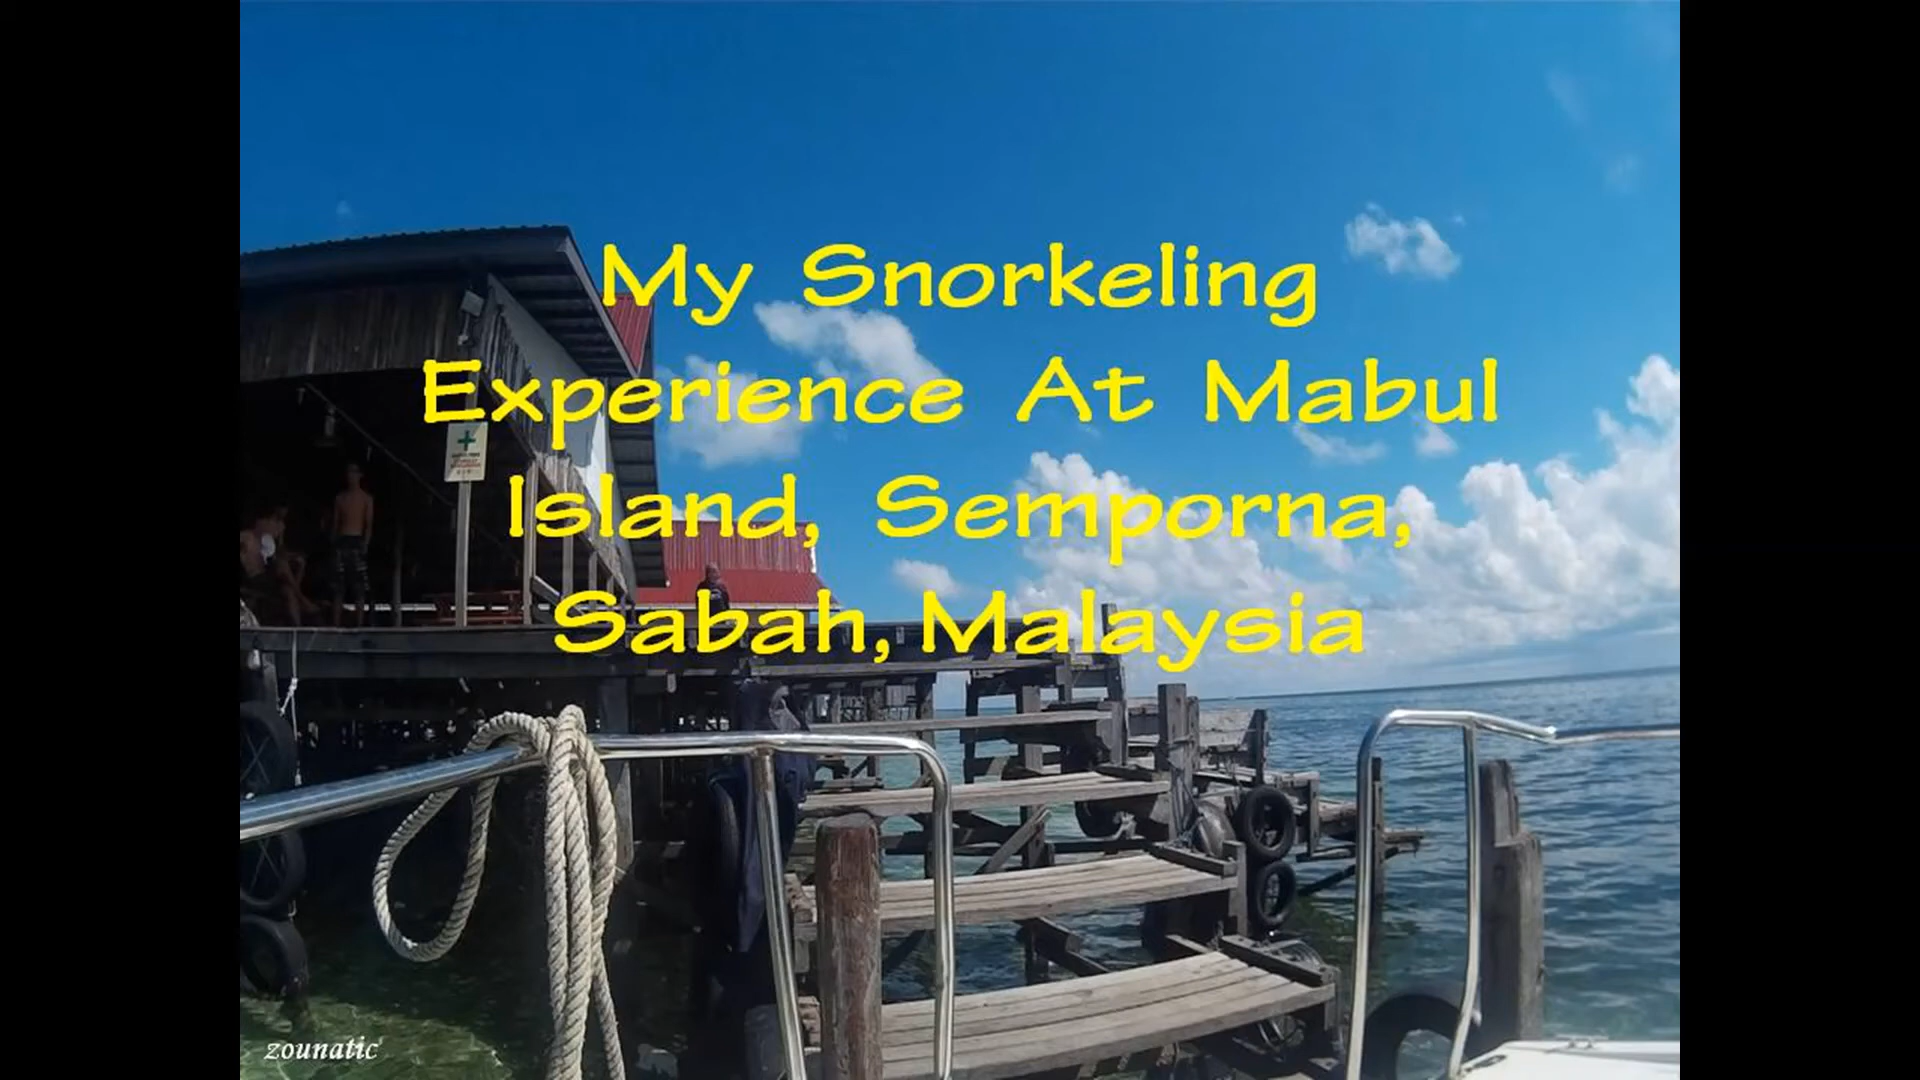 My Snorkeling
Experience At Mabul
Island, Semporna,
Sabah, Malaysia
zounatic